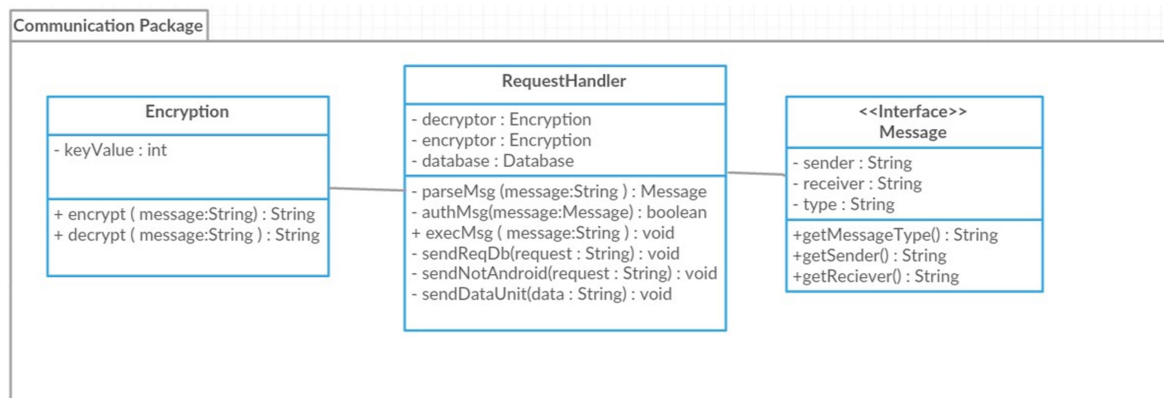 Communication Package
Encryption
- keyValue : int
+ encrypt ( message:String) : String
+ decrypt ( message:String ) : String
RequestHandler
- decryptor : Encryption
- encryptor : Encryption
- database : Database
- parseMsg (message:String ) : Message
- authMsg(message:Message) : boolean
+ execMsg ( message:String ) : void
- sendReqDb(request : String) : void
- sendNotAndroid(request : String) : void
- sendDataUnit(data : String) : void
<<Interface>>
Message
- sender : String
- receiver : String
- type : String
+getMessageType() : String
+getSender() : String
+getReciever() : String